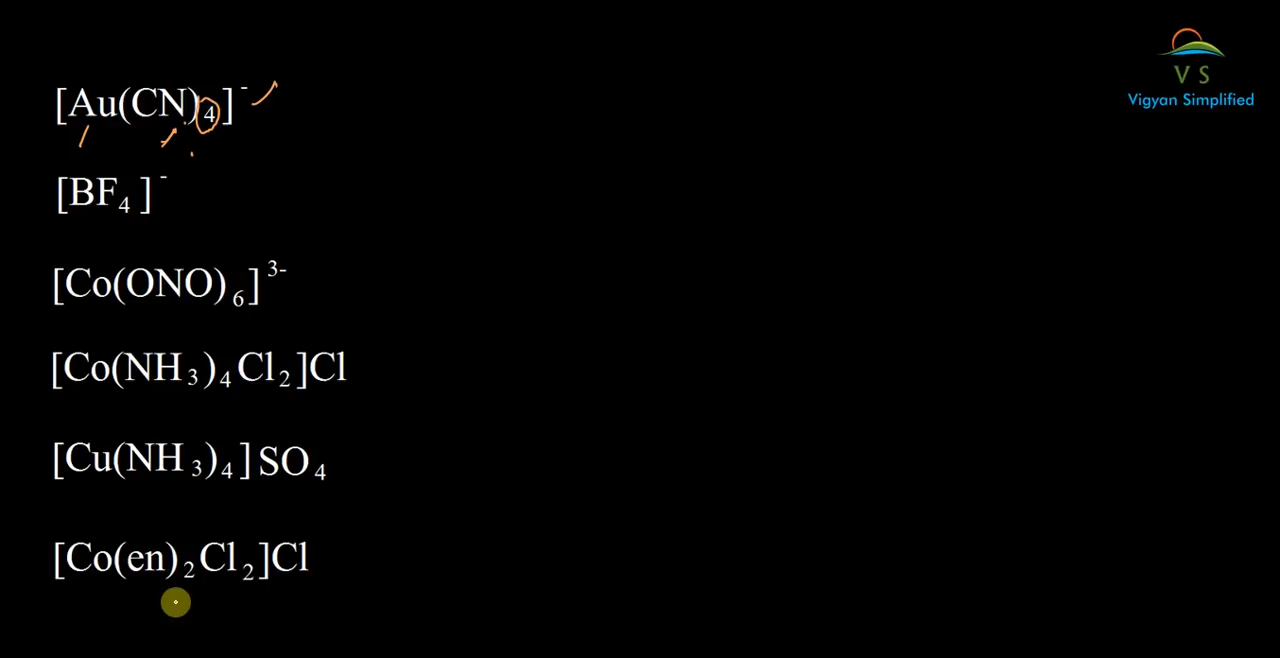 V S
Vigyan Simplified
[Au(CN)₄]⁻
[BF₄]⁻
[Co(ONO)₆]³⁻
[Co(NH₃)₄Cl₂]Cl
[Cu(NH₃)₄]SO₄
[Co(en)₂Cl₂]Cl